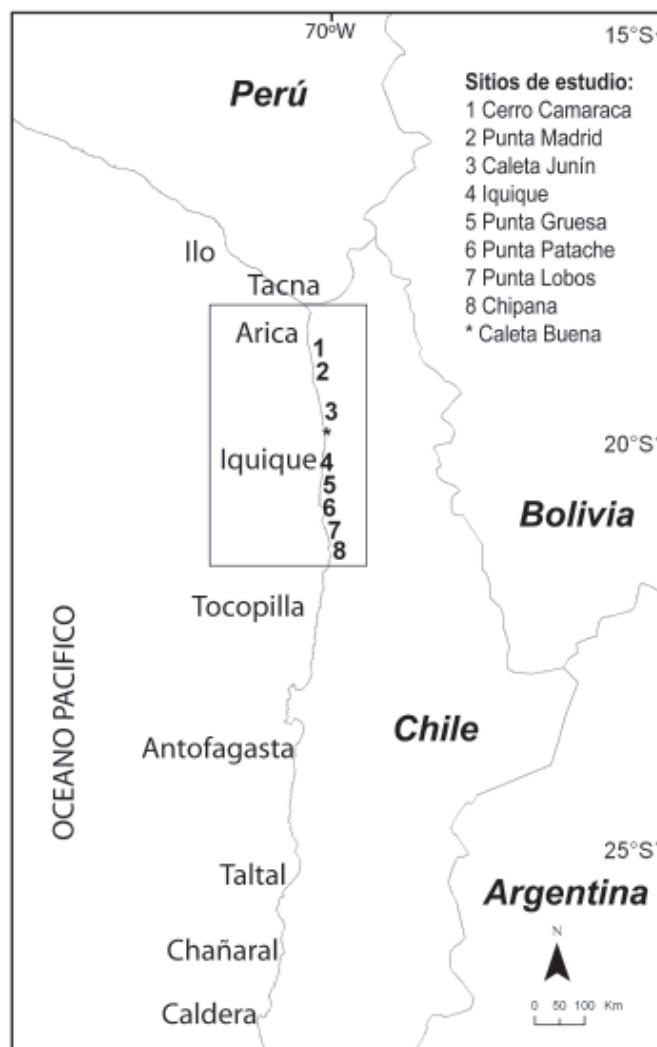 70°W
15°S
Perú
Sitios de estudio:
1 Cerro Camaraca
2 Punta Madrid
3 Caleta Junín
4 Iquique
5 Punta Gruesa
6 Punta Patache
7 Punta Lobos
8 Chipana
* Caleta Buena
Ilo
Tacna
Arica
1
2
3
*
20°S
Iquique
4
5
6
7
8
Bolivia
Tocopilla
OCEANO PACIFICO
Chile
Antofagasta
25°S
Taltal
Argentina
Chañaral
N
Caldera
0 50 100 Km